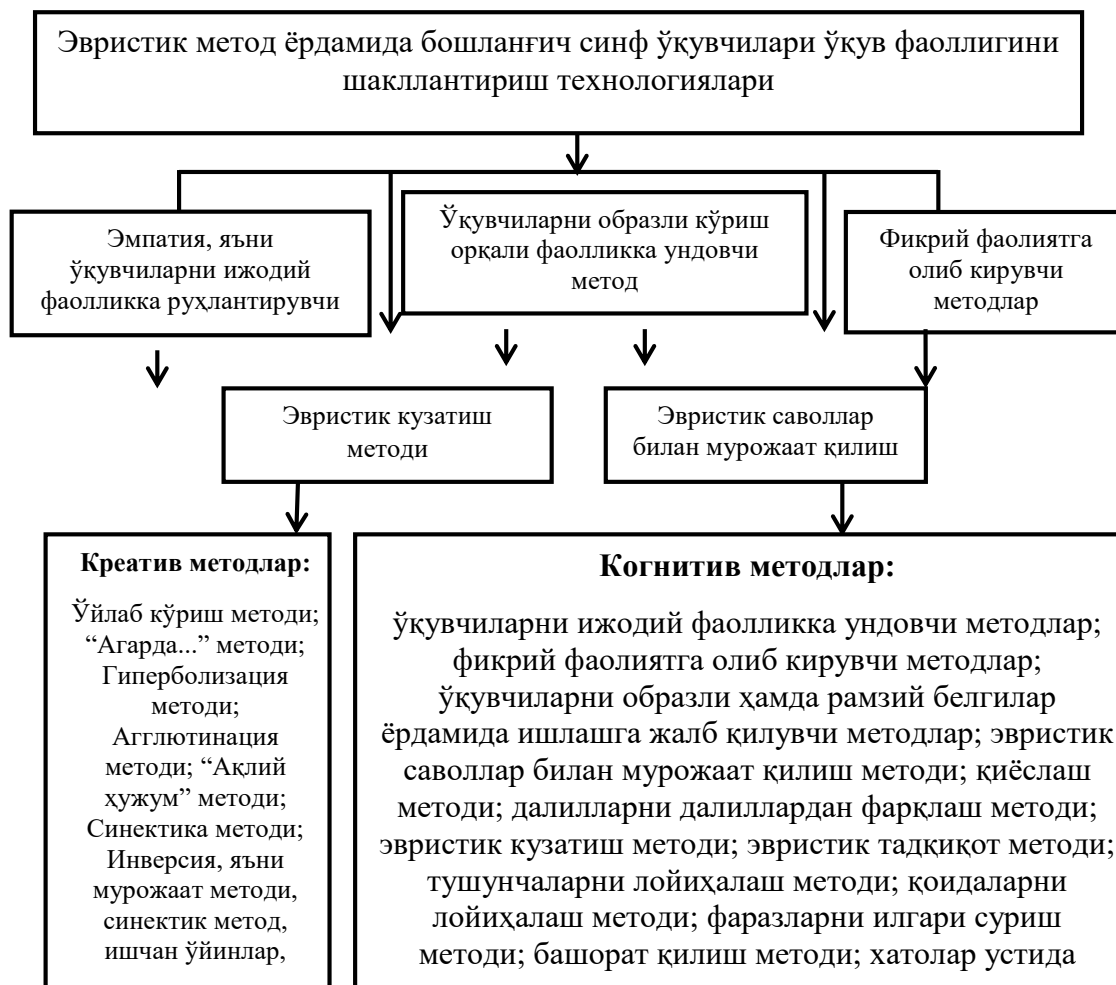 Эвристик метод ёрдамида бошланғич синф ўқувчилари ўқув фаоллигини
шакллантириш технологиялари
Эмпатия, яъни
ўқувчиларни ижодий
фаолликка руҳлантирувчи
Ўқувчиларни образли кўриш
орқали фаолликка ундовчи
метод
Фикрий фаолиятга
олиб кирувчи
методлар
Эвристик кузатиш
методи
Эвристик саволлар
билан мурожаат қилиш
Креатив методлар:
Ўйлаб кўриш методи;
“Агарда...” методи;
Гиперболизация
методи;
Агглютинация
методи; “Ақлий
ҳужум” методи;
Синектика методи;
Инверсия, яъни
мурожаат методи,
синектик метод,
ишчан ўйинлар,
Когнитив методлар:
ўқувчиларни ижодий фаолликка ундовчи методлар;
фикрий фаолиятга олиб кирувчи методлар;
ўқувчиларни образли ҳамда рамзий белгилар
ёрдамида ишлашга жалб қилувчи методлар; эвристик
саволлар билан мурожаат қилиш методи; қиёслаш
методи; далилларни далиллардан фарқлаш методи;
эвристик кузатиш методи; эвристик тадқиқот методи;
тушунчаларни лойиҳалаш методи; қоидаларни
лойиҳалаш методи; фаразларни илгари суриш
методи; башорат қилиш методи; хатолар устида